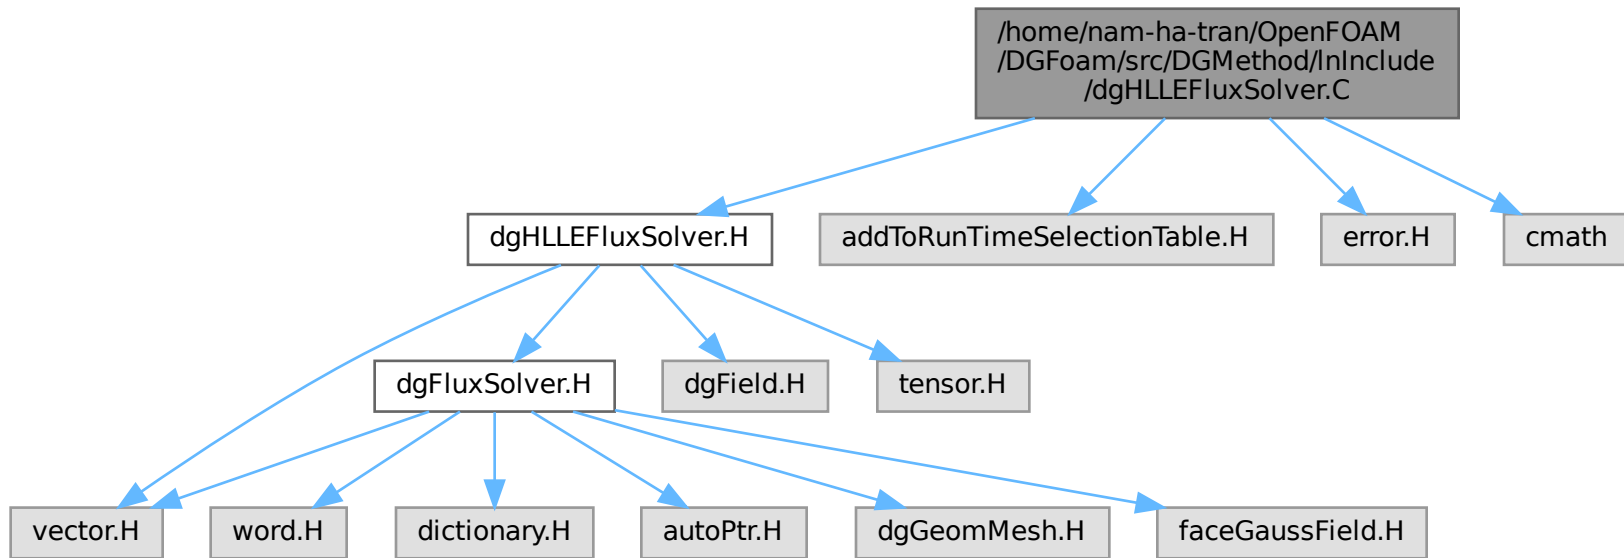 /home/nam-ha-tran/OpenFOAM
/DGFoam/src/DGMethod/lnInclude
/dgHLLEFluxSolver.C
dgHLLEFluxSolver.H
addToRunTimeSelectionTable.H
error.H
cmath
dgFluxSolver.H
dgField.H
tensor.H
vector.H
word.H
dictionary.H
autoPtr.H
dgGeomMesh.H
faceGaussField.H